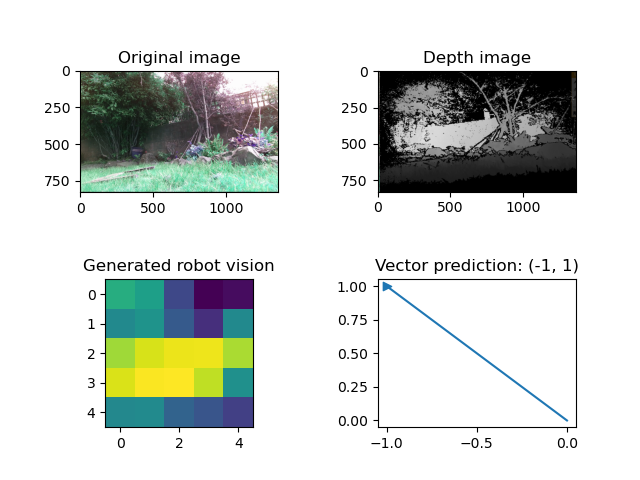 Original image
0
250
500
750
0 500 1000
Depth image
0
250
500
750
0 500 1000
Generated robot vision
0
1
2
3
4
0 2 4
Vector prediction: (-1, 1)
1.00
0.75
0.50
0.25
0.00
−1.0 −0.5 0.0